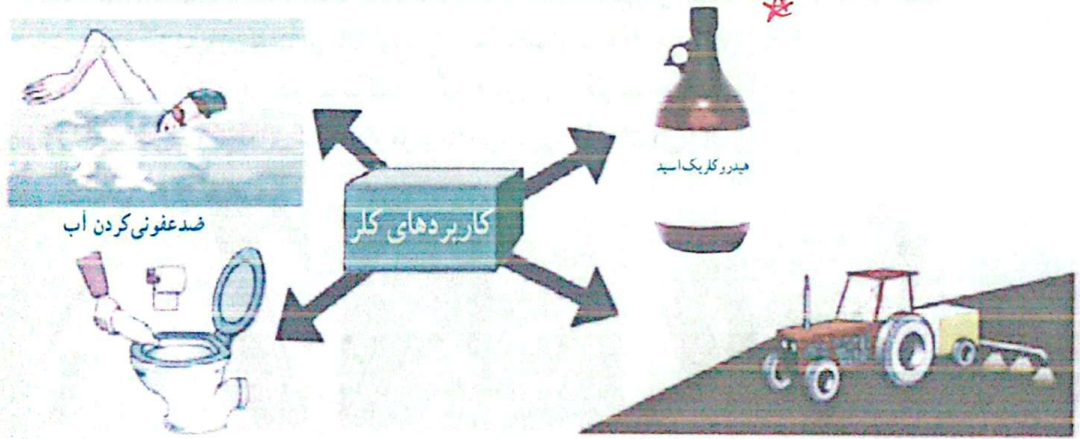 هیدروکلریک اسید
کاربردهای کلر
ضدعفونی کردن آب